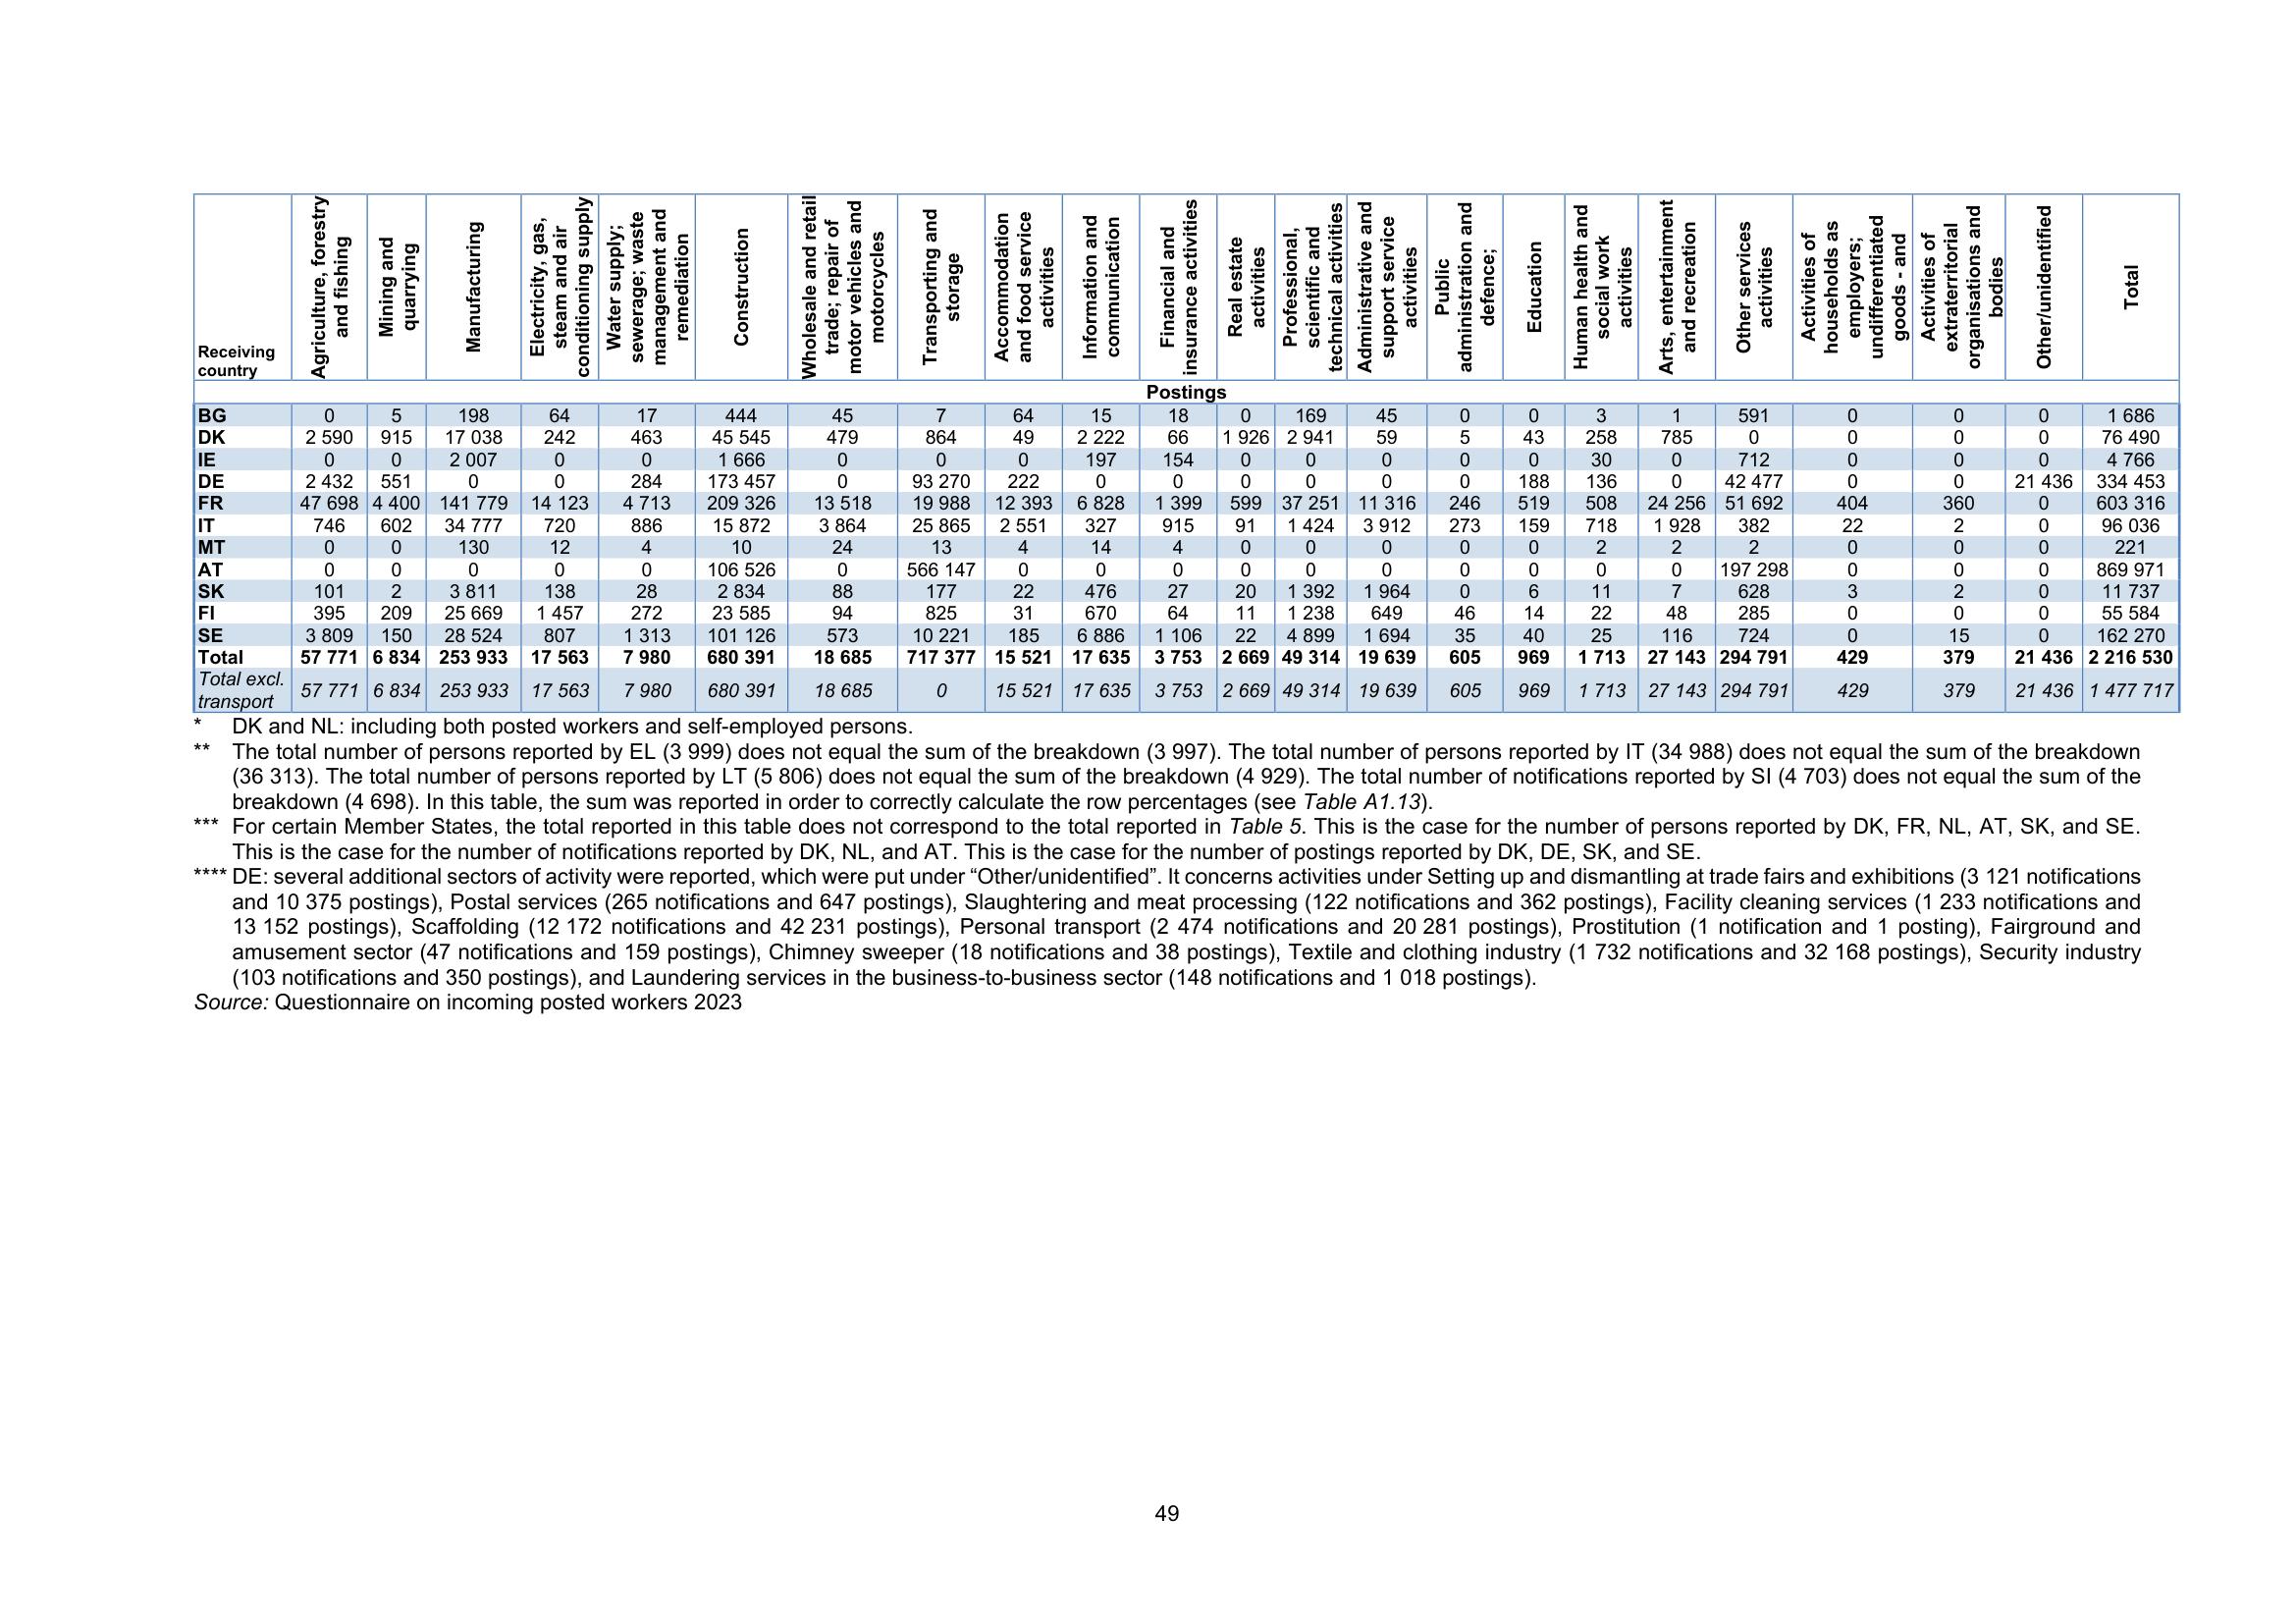 Receiving country | Agriculture, forestry and fishing | Mining and quarrying | Manufacturing | Electricity, gas, steam and air conditioning supply | Water supply; sewerage; waste management and remediation | Construction | Wholesale and retail trade; repair of motor vehicles and motorcycles | Transporting and storage | Accommodation and food service activities | Information and communication | Financial and insurance activities | Real estate activities | Professional, scientific and technical activities | Administrative and support service activities | Public administration and defence; | Education | Human health and social work activities | Arts, entertainment and recreation | Other services activities | Activities of households as employers; undifferentiated goods - and | Activities of extraterritorial organisations and bodies | Other/unidentified | Total
Postings
BG 0 5 198 64 17 444 45 7 64 15 18 0 169 45 0 0 3 1 591 0 0 0 1 686
DK 2 590 915 17 038 242 463 45 545 479 864 49 2 222 66 1 926 2 941 59 5 43 258 785 0 0 0 0 76 490
IE 0 0 2 007 0 0 1 666 0 0 0 197 154 0 0 0 0 0 30 0 712 0 0 0 4 766
DE 2 432 551 0 0 284 173 457 0 93 270 222 0 0 0 0 0 0 188 136 0 42 477 0 0 21 436 334 453
FR 47 698 4 400 141 779 14 123 4 713 209 326 13 518 19 988 12 393 6 828 1 399 599 37 251 11 316 246 519 508 24 256 51 692 404 360 0 603 316
IT 746 602 34 777 720 886 15 872 3 864 25 865 2 551 327 915 91 1 424 3 912 273 159 718 1 928 382 22 2 0 96 036
MT 0 0 130 12 4 10 24 13 4 14 4 0 0 0 0 0 2 2 2 0 0 0 221
AT 0 0 0 0 0 106 526 0 566 147 0 0 0 0 0 0 0 0 0 0 197 298 0 0 0 869 971
SK 101 2 3 811 138 28 2 834 88 177 22 476 27 20 1 392 1 964 0 6 11 7 628 3 2 0 11 737
FI 395 209 25 669 1 457 272 23 585 94 825 31 670 64 11 1 238 649 46 14 22 48 285 0 0 0 55 584
SE 3 809 150 28 524 807 1 313 101 126 573 10 221 185 6 886 1 106 22 4 899 1 694 35 40 25 116 724 0 15 0 162 270
Total 57 771 6 834 253 933 17 563 7 980 680 391 18 685 717 377 15 521 17 635 3 753 2 669 49 314 19 639 605 969 1 713 27 143 294 791 429 379 21 436 2 216 530
Total excl. transport 57 771 6 834 253 933 17 563 7 980 680 391 18 685 0 15 521 17 635 3 753 2 669 49 314 19 639 605 969 1 713 27 143 294 791 429 379 21 436 1 477 717
* DK and NL: including both posted workers and self-employed persons.
** The total number of persons reported by EL (3 999) does not equal the sum of the breakdown (3 997). The total number of persons reported by IT (34 988) does not equal the sum of the breakdown
(36 313). The total number of persons reported by LT (5 806) does not equal the sum of the breakdown (4 929). The total number of notifications reported by SI (4 703) does not equal the sum of the
breakdown (4 698). In this table, the sum was reported in order to correctly calculate the row percentages (see Table A1.13).
*** For certain Member States, the total reported in this table does not correspond to the total reported in Table 5. This is the case for the number of persons reported by DK, FR, NL, AT, SK, and SE.
This is the case for the number of notifications reported by DK, NL, and AT. This is the case for the number of postings reported by DK, DE, SK, and SE.
**** DE: several additional sectors of activity were reported, which were put under “Other/unidentified”. It concerns activities under Setting up and dismantling at trade fairs and exhibitions (3 121 notifications
and 10 375 postings), Postal services (265 notifications and 647 postings), Slaughtering and meat processing (122 notifications and 362 postings), Facility cleaning services (1 233 notifications and
13 152 postings), Scaffolding (12 172 notifications and 42 231 postings), Personal transport (2 474 notifications and 20 281 postings), Prostitution (1 notification and 1 posting), Fairground and
amusement sector (47 notifications and 159 postings), Chimney sweeper (18 notifications and 38 postings), Textile and clothing industry (1 732 notifications and 32 168 postings), Security industry
(103 notifications and 350 postings), and Laundering services in the business-to-business sector (148 notifications and 1 018 postings).
Source: Questionnaire on incoming posted workers 2023
49